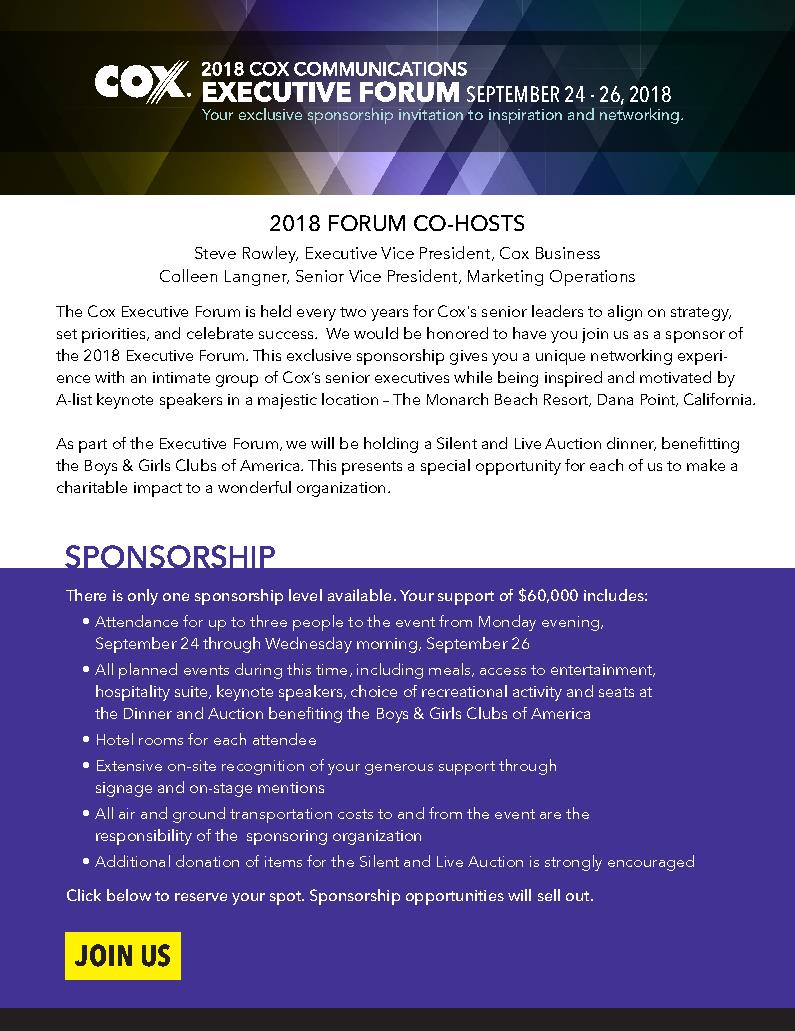 cox.
2018 COX COMMUNICATIONS
EXECUTIVE FORUM SEPTEMBER 24 - 26, 2018
Your exclusive sponsorship invitation to inspiration and networking.
2018 FORUM CO-HOSTS
Steve Rowley, Executive Vice President, Cox Business
Colleen Langner, Senior Vice President, Marketing Operations
The Cox Executive Forum is held every two years for Cox's senior leaders to align on strategy,
set priorities, and celebrate success. We would be honored to have you join us as a sponsor of
the 2018 Executive Forum. This exclusive sponsorship gives you a unique networking experi-
ence with an intimate group of Cox's senior executives while being inspired and motivated by
A-list keynote speakers in a majestic location – The Monarch Beach Resort, Dana Point, California.
As part of the Executive Forum, we will be holding a Silent and Live Auction dinner, benefitting
the Boys & Girls Clubs of America. This presents a special opportunity for each of us to make a
charitable impact to a wonderful organization.
SPONSORSHIP
There is only one sponsorship level available. Your support of $60,000 includes:
• Attendance for up to three people to the event from Monday evening,
September 24 through Wednesday morning, September 26
• All planned events during this time, including meals, access to entertainment,
hospitality suite, keynote speakers, choice of recreational activity and seats at
the Dinner and Auction benefiting the Boys & Girls Clubs of America
• Hotel rooms for each attendee
• Extensive on-site recognition of your generous support through
signage and on-stage mentions
• All air and ground transportation costs to and from the event are the
responsibility of the sponsoring organization
• Additional donation of items for the Silent and Live Auction is strongly encouraged
Click below to reserve your spot. Sponsorship opportunities will sell out.
JOIN US